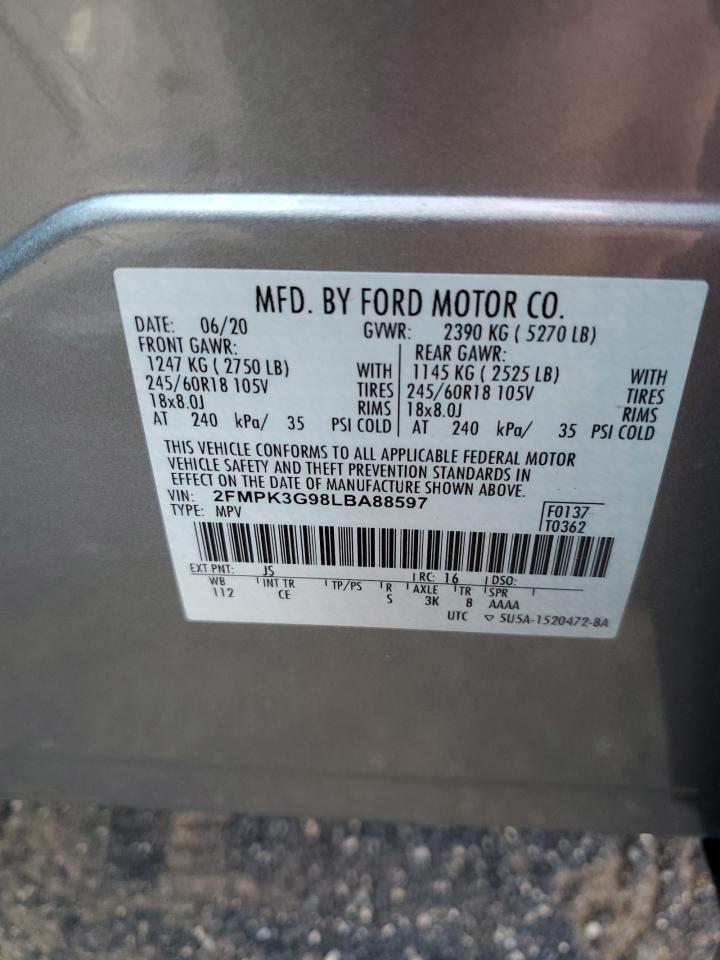 MFD. BY FORD MOTOR CO.
DATE: 06/20 GVWR: 2390 KG ( 5270 LB)
FRONT GAWR: REAR GAWR:
1247 KG ( 2750 LB) WITH 1145 KG ( 2525 LB) WITH
245/60R18 105V TIRES 245/60R18 105V TIRES
18x8.0J RIMS 18x8.0J RIMS
AT 240 kPa/ 35 PSI COLD AT 240 kPa/ 35 PSI COLD
THIS VEHICLE CONFORMS TO ALL APPLICABLE FEDERAL MOTOR
VEHICLE SAFETY AND THEFT PREVENTION STANDARDS IN
EFFECT ON THE DATE OF MANUFACTURE SHOWN ABOVE.
VIN: 2FMPK3G98LBA88597 F0137
TYPE: MPV T0362
EXT PNT: JS RC: 16 DSO:
WB INT TR TP/PS R AXLE TR SPR
112 CE S 3K 8 AAAA
UTC ▽ 5U5A-1520472-BA